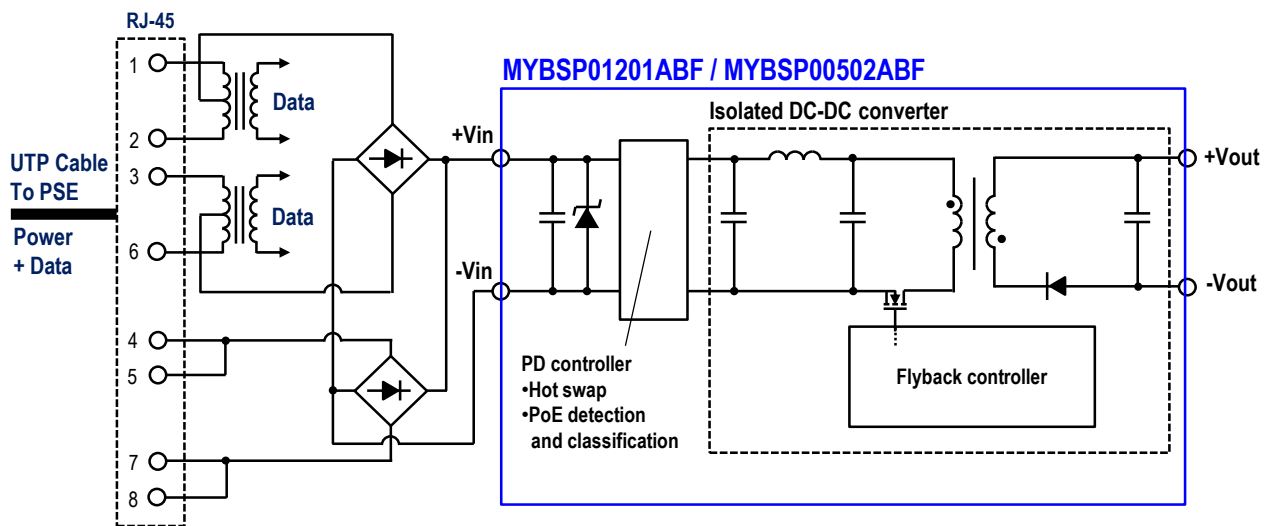 RJ-45
1
2
3
6
4
5
7
8
Data
Data
UTP Cable
To PSE
Power
+ Data
MYBSP01201ABF / MYBSP00502ABF
Isolated DC-DC converter
+Vin
-Vin
+Vout
-Vout
PD controller
•Hot swap
•PoE detection
and classification
Flyback controller